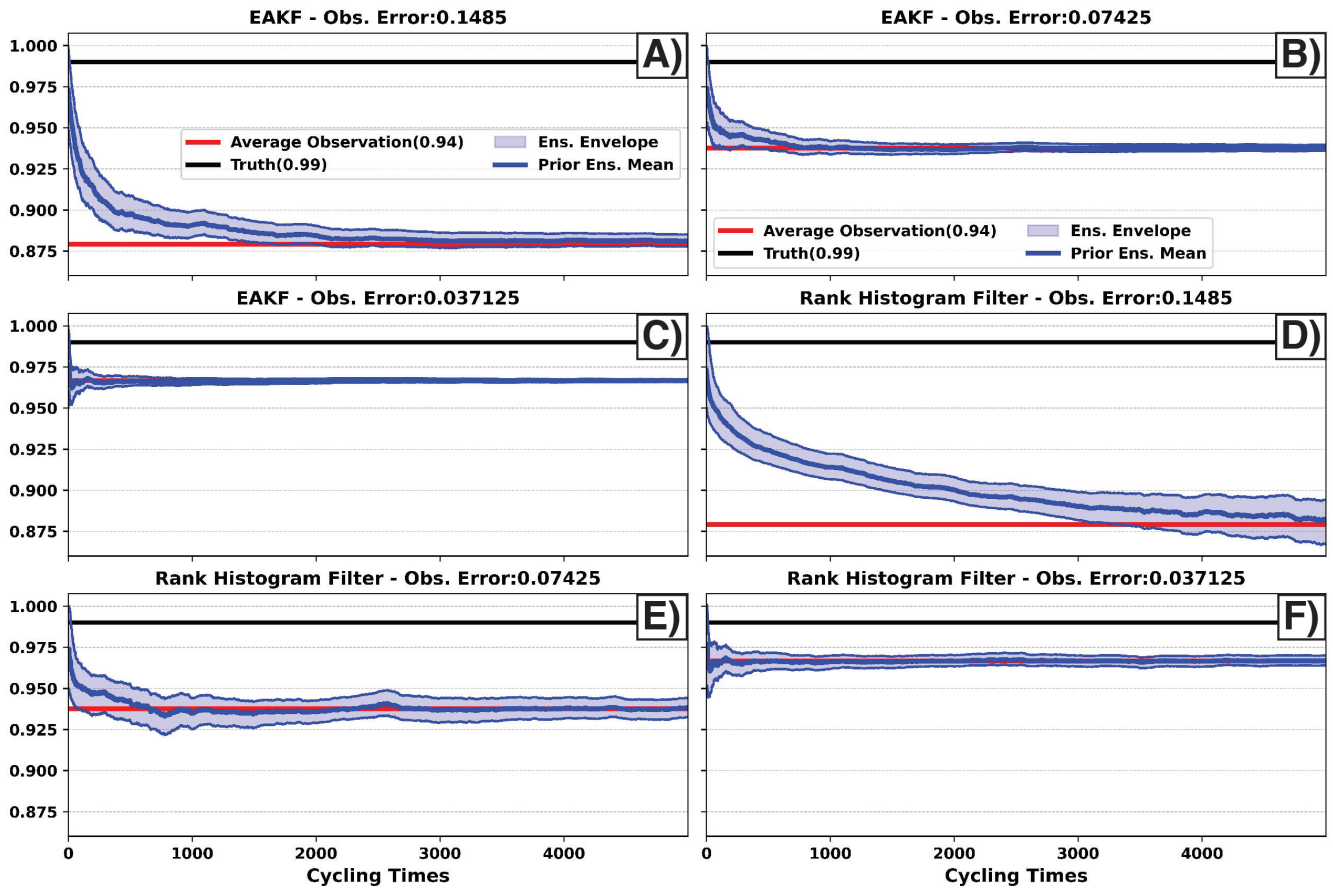 EAKF - Obs. Error:0.1485
EAKF - Obs. Error:0.07425
1.000
0.975
0.950
0.925
0.900
0.875
A)
B)
Average Observation(0.94)
Truth(0.99)
Ens. Envelope
Prior Ens. Mean
Average Observation(0.94)
Truth(0.99)
Ens. Envelope
Prior Ens. Mean
EAKF - Obs. Error:0.037125
Rank Histogram Filter - Obs. Error:0.1485
1.000
0.975
0.950
0.925
0.900
0.875
C)
D)
Rank Histogram Filter - Obs. Error:0.07425
Rank Histogram Filter - Obs. Error:0.037125
1.000
0.975
0.950
0.925
0.900
0.875
E)
F)
0 1000 2000 3000 4000
0 1000 2000 3000 4000
Cycling Times
Cycling Times